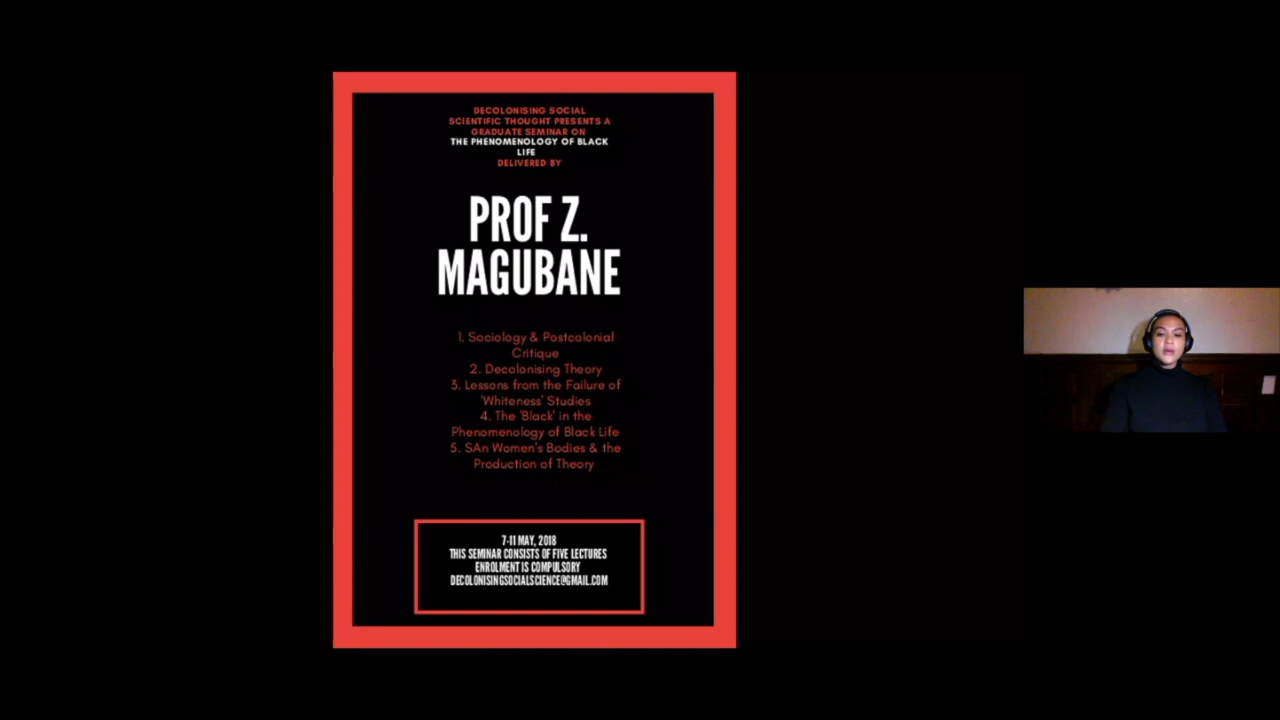 DECOLONISING SOCIAL
SCIENTIFIC THOUGHT PRESENTS A
GRADUATE SEMINAR ON
THE PHENOMENOLOGY OF BLACK
LIFE
DELIVERED BY
PROF Z.
MAGUBANE
1. Sociology & Postcolonial
Critique
2. Decolonising Theory
3. Lessons from the Failure of
'Whiteness' Studies
4. The 'Black' in the
Phenomenology of Black Life
5. SAn Women's Bodies & the
Production of Theory
7-11 MAY, 2018
THIS SEMINAR CONSISTS OF FIVE LECTURES
ENROLMENT IS COMPULSORY
DECOLONISINGSOCIALSCIENCE@GMAIL.COM